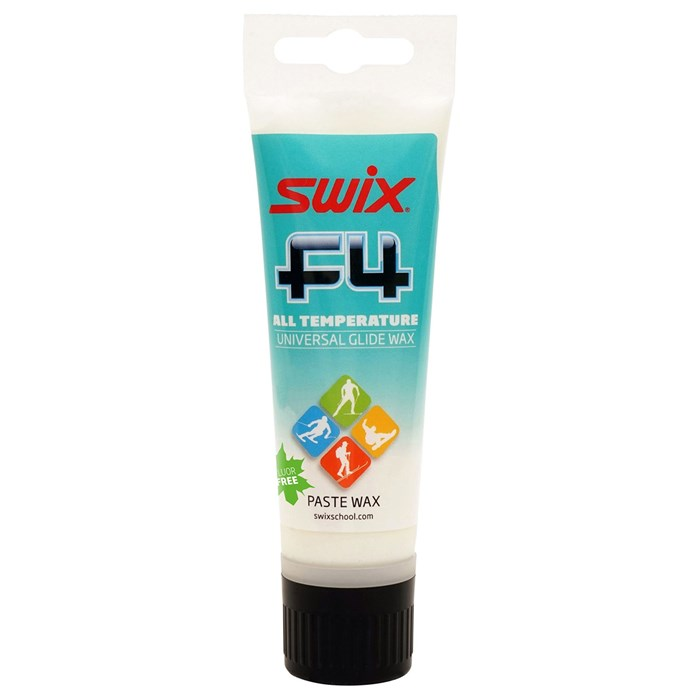 SWiX®
F4
ALL TEMPERATURE
UNIVERSAL GLIDE WAX
FREE
PASTE WAX
swixschool.com